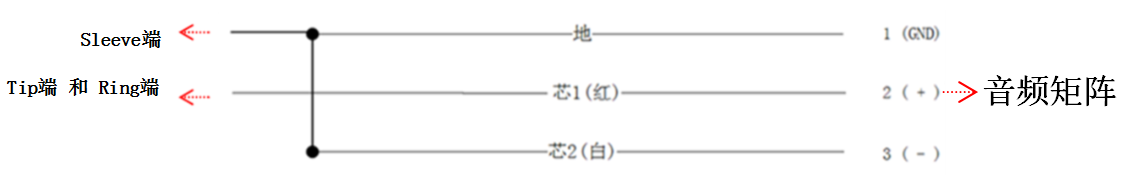 Sleeve端 地 1 (GND)
Tip端 和 Ring端 芯1(红) 2 ( + ) 音频矩阵
芯2(白) 3 ( - )